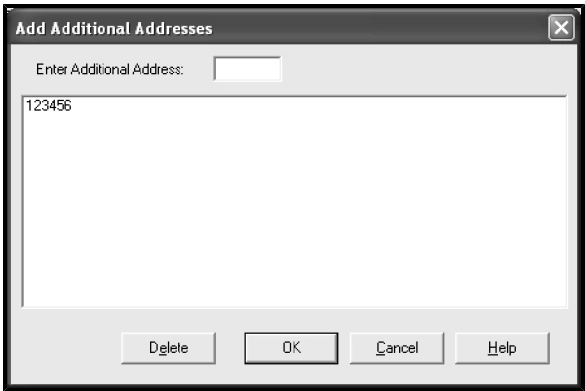 Add Additional Addresses
Enter Additional Address:
123456
Delete OK Cancel Help